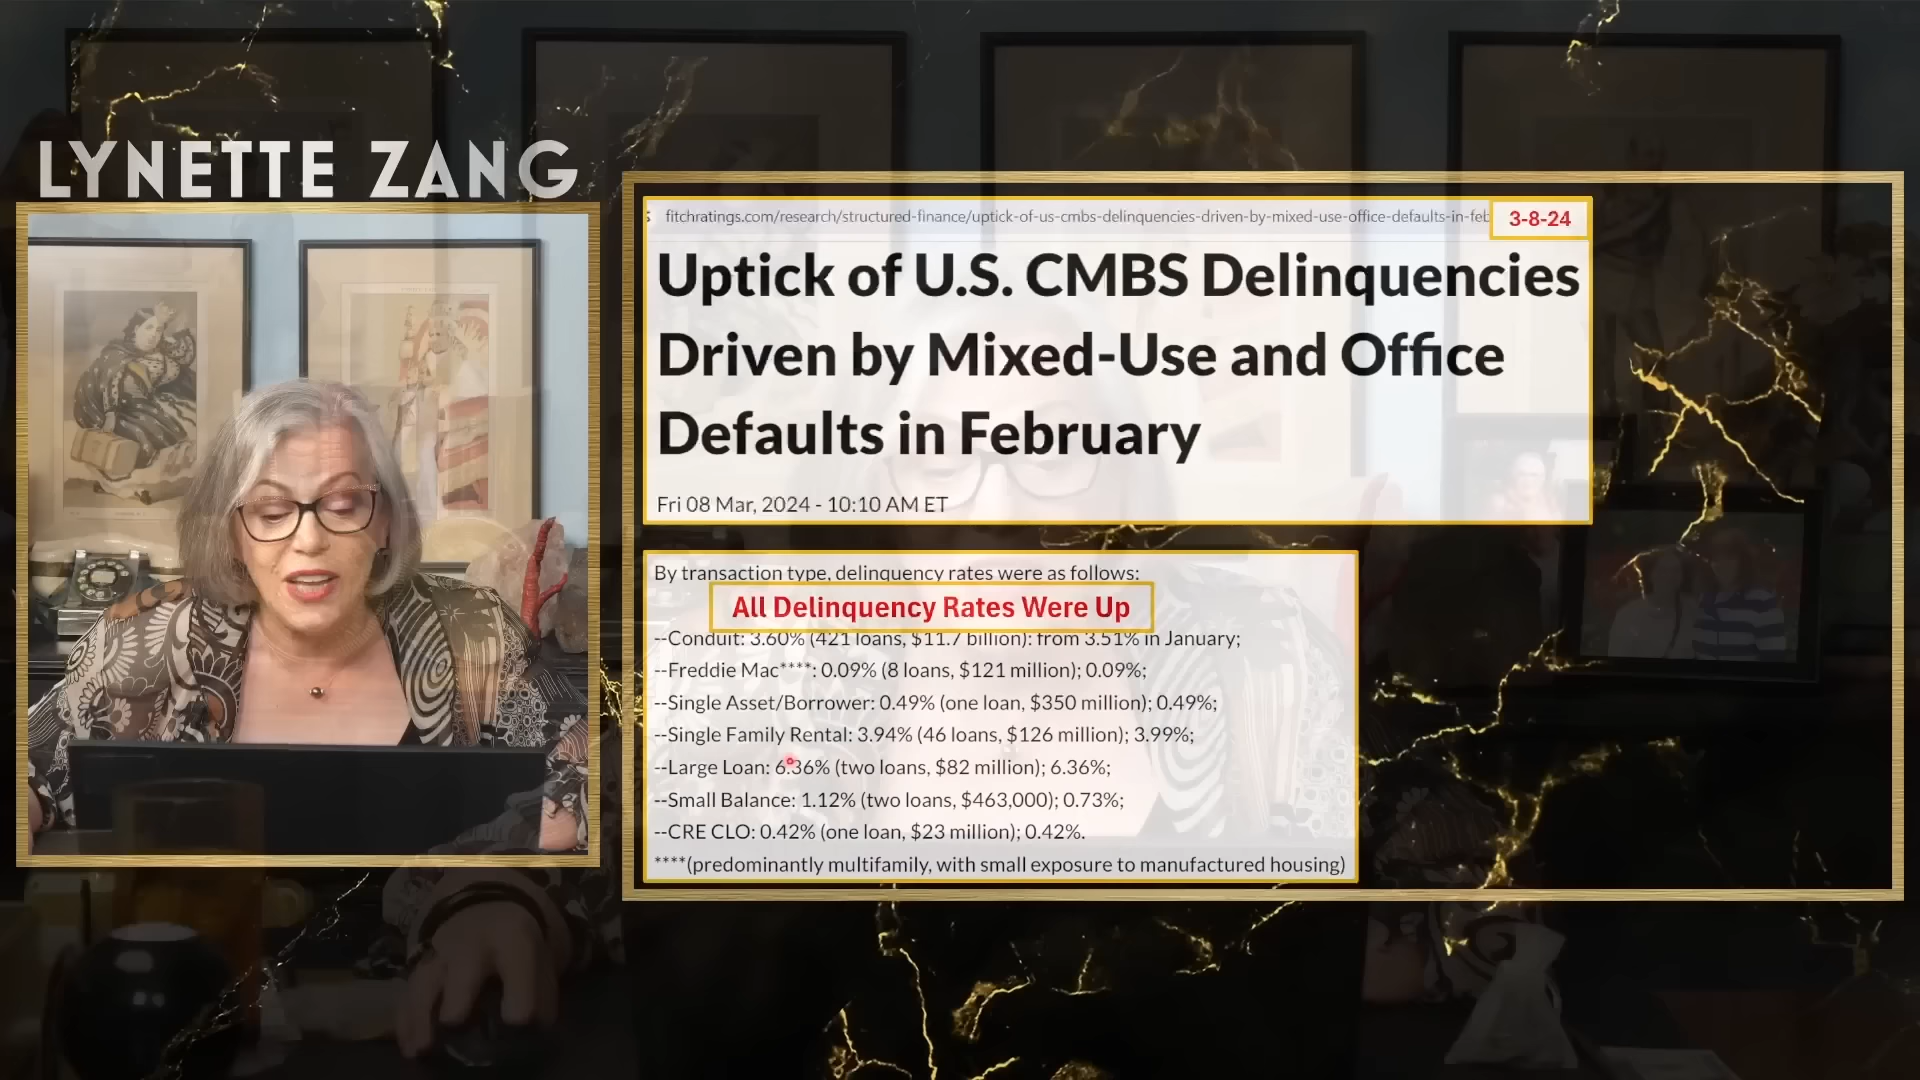 LYNETTE ZANG
fitchratings.com/research/structured-finance/uptick-of-us-cmbs-delinquencies-driven-by-mixed-use-office-defaults-in-feb
3-8-24
Uptick of U.S. CMBS Delinquencies
Driven by Mixed-Use and Office
Defaults in February
Fri 08 Mar, 2024 - 10:10 AM ET
By transaction type, delinquency rates were as follows:
All Delinquency Rates Were Up
--Conduit: 3.60% (421 loans, $11.7 billion): from 3.51% in January;
--Freddie Mac****: 0.09% (8 loans, $121 million); 0.09%;
--Single Asset/Borrower: 0.49% (one loan, $350 million); 0.49%;
--Single Family Rental: 3.94% (46 loans, $126 million); 3.99%;
--Large Loan: 6.36% (two loans, $82 million); 6.36%;
--Small Balance: 1.12% (two loans, $463,000); 0.73%;
--CRE CLO: 0.42% (one loan, $23 million); 0.42%.
****(predominantly multifamily, with small exposure to manufactured housing)